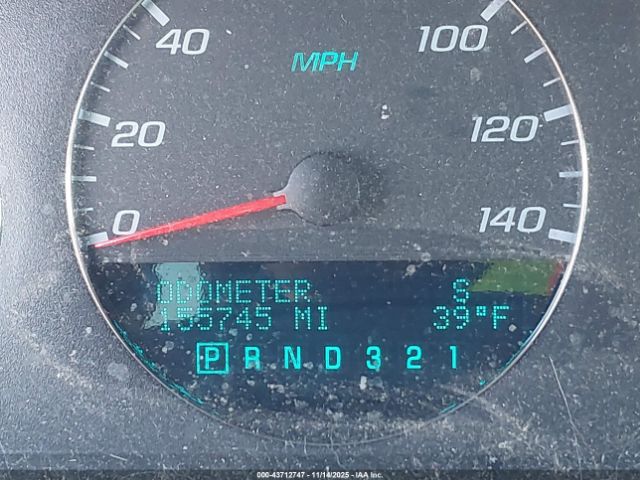 40
MPH
100
20
120
0
140
ODOMETER S
155745 MI 39°F
P R N D 3 2 1
000-43712747 - 11/14/2025 - IAA Inc.